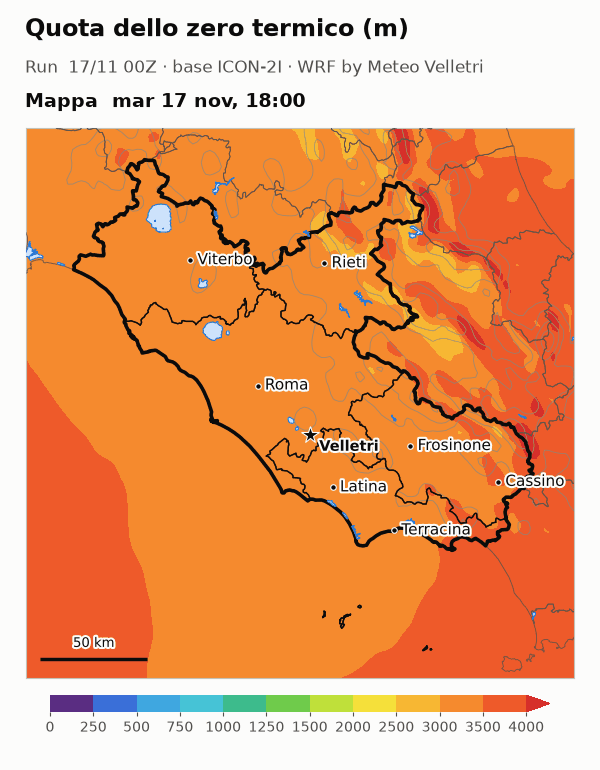 Quota dello zero termico (m)
Run 17/11 00Z · base ICON-2I · WRF by Meteo Velletri
Mappa mar 17 nov, 18:00
Viterbo
Rieti
Roma
Velletri
Frosinone
Latina
Cassino
Terracina
50 km
0 250 500 750 1000 1250 1500 2000 2500 3000 3500 4000